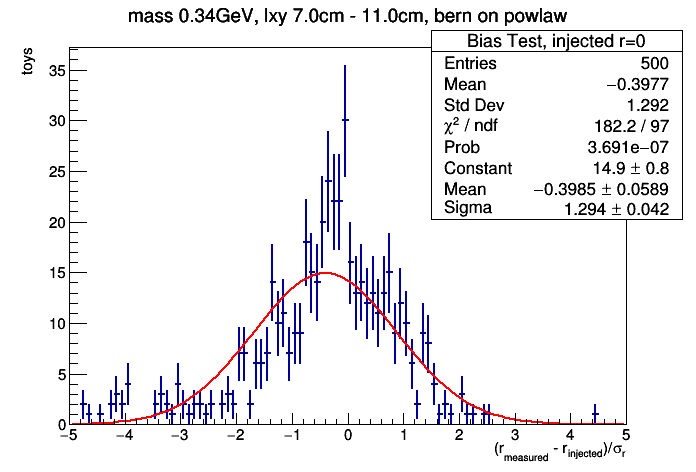 mass 0.34GeV, lxy 7.0cm - 11.0cm, bern on powlaw
Bias Test, injected r=0
Entries 500
Mean −0.3977
Std Dev 1.292
χ² / ndf 182.2 / 97
Prob 3.691e−07
Constant 14.9 ± 0.8
Mean −0.3985 ± 0.0589
Sigma 1.294 ± 0.042
toys
35
30
25
20
15
10
5
0
−5 −4 −3 −2 −1 0 1 2 3 4 5
(r_measured - r_injected)/σ_r